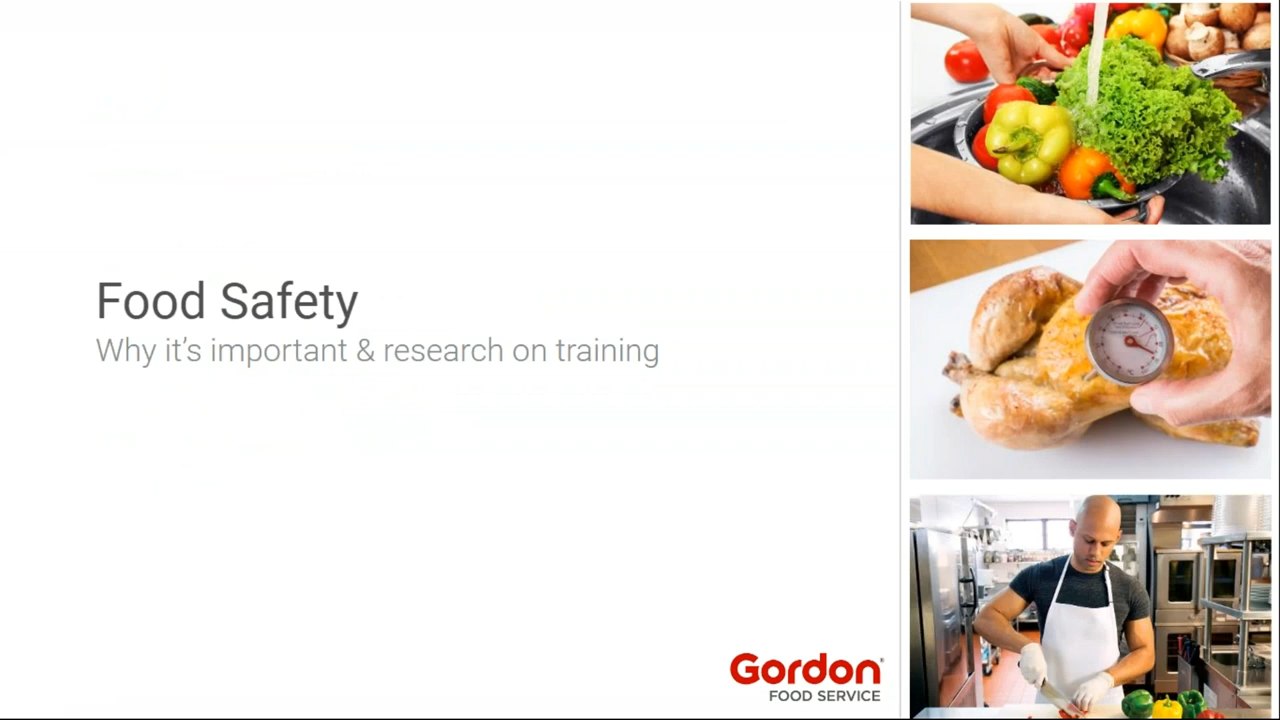 Food Safety
Why it’s important & research on training
Gordon®
FOOD SERVICE